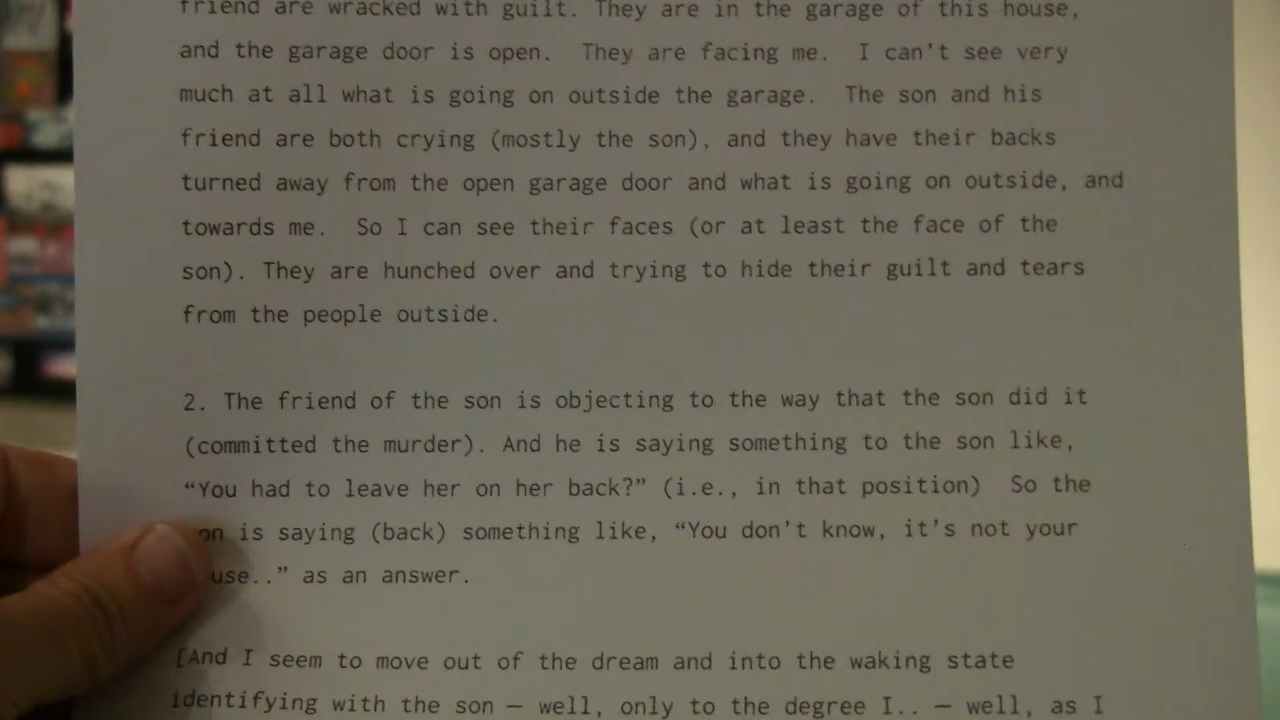 friend are wracked with guilt. They are in the garage of this house,
and the garage door is open.  They are facing me.  I can't see very
much at all what is going on outside the garage.  The son and his
friend are both crying (mostly the son), and they have their backs
turned away from the open garage door and what is going on outside, and
towards me.  So I can see their faces (or at least the face of the
son). They are hunched over and trying to hide their guilt and tears
from the people outside.
2. The friend of the son is objecting to the way that the son did it
(committed the murder). And he is saying something to the son like,
“You had to leave her on her back?” (i.e., in that position)  So the
on is saying (back) something like, “You don't know, it's not your
use..” as an answer.
[And I seem to move out of the dream and into the waking state
identifying with the son – well, only to the degree I.. – well, as I